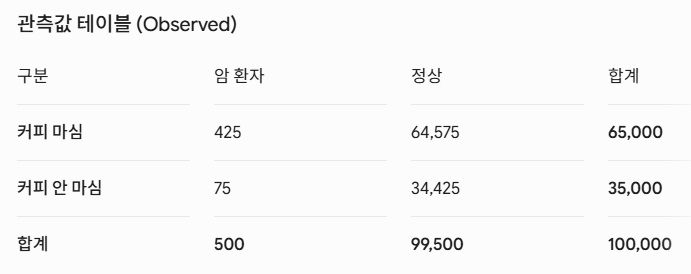 관측값 테이블 (Observed)
구분 암 환자 정상 합계
커피 마심 425 64,575 65,000
커피 안 마심 75 34,425 35,000
합계 500 99,500 100,000